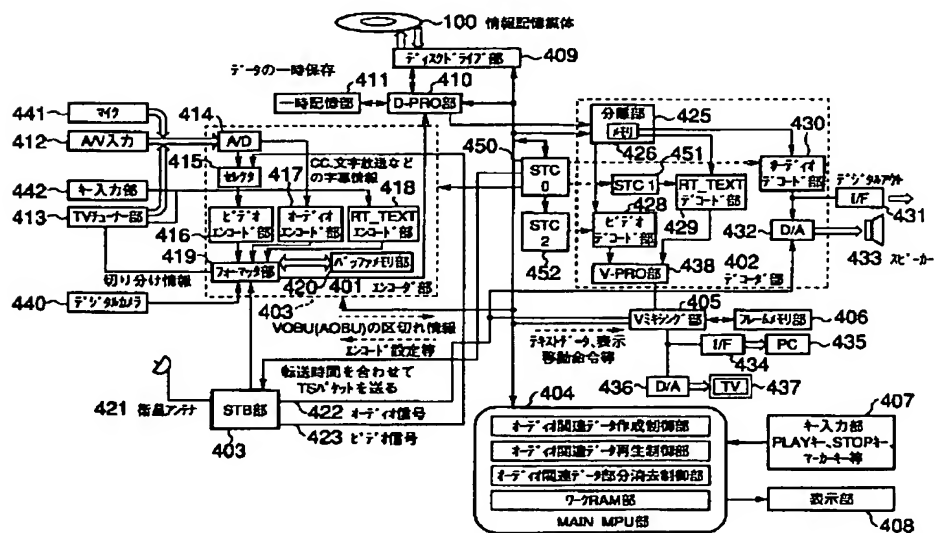 100 情報記憶媒体
ディスクドライブ部
409
データの一時保存
411
410
一時記憶部
D-PRO部
441
マイク
412
A/V入力
414
A/D
415
セレクタ
CC,文字放送など
の字幕情報
417
418
442
キー入力部
413
TVチューナー部
416
ビデオ
エンコード部
オーディオ
エンコード部
RT_TEXT
エンコード部
419
フォーマッタ部
バッファメモリ部
切り分け情報
420
401
エンコーダ部
403
440
デジタルカメラ
VOBU(AOBU)の区切れ情報
エンコード設定等
転送時間を合わせて
TSパケットを送る
421
衛星アンテナ
STB部
403
422 オーディオ信号
423 ビデオ信号
分離部
メモリ
425
426
430
オーディオ
デコード部
450
STC
0
451
STC 1
RT_TEXT
デコード部
デジタルアウト
I/F
431
428
ビデオ
デコード部
429
STC
2
452
432
D/A
433 スピーカー
V-PRO部
438
402
デコーダ部
405
Vミキシング部
フレームメモリ部
406
テキストデータ、表示
移動命令等
I/F
434
PC
435
436
D/A
TV
437
404
オーディオ関連データ作成制御部
オーディオ関連データ再生制御部
オーディオ関連データ部分消去制御部
ワークRAM部
MAIN MPU部
407
キー入力部
PLAYキー、STOPキー、
マーカキー等
表示部
408